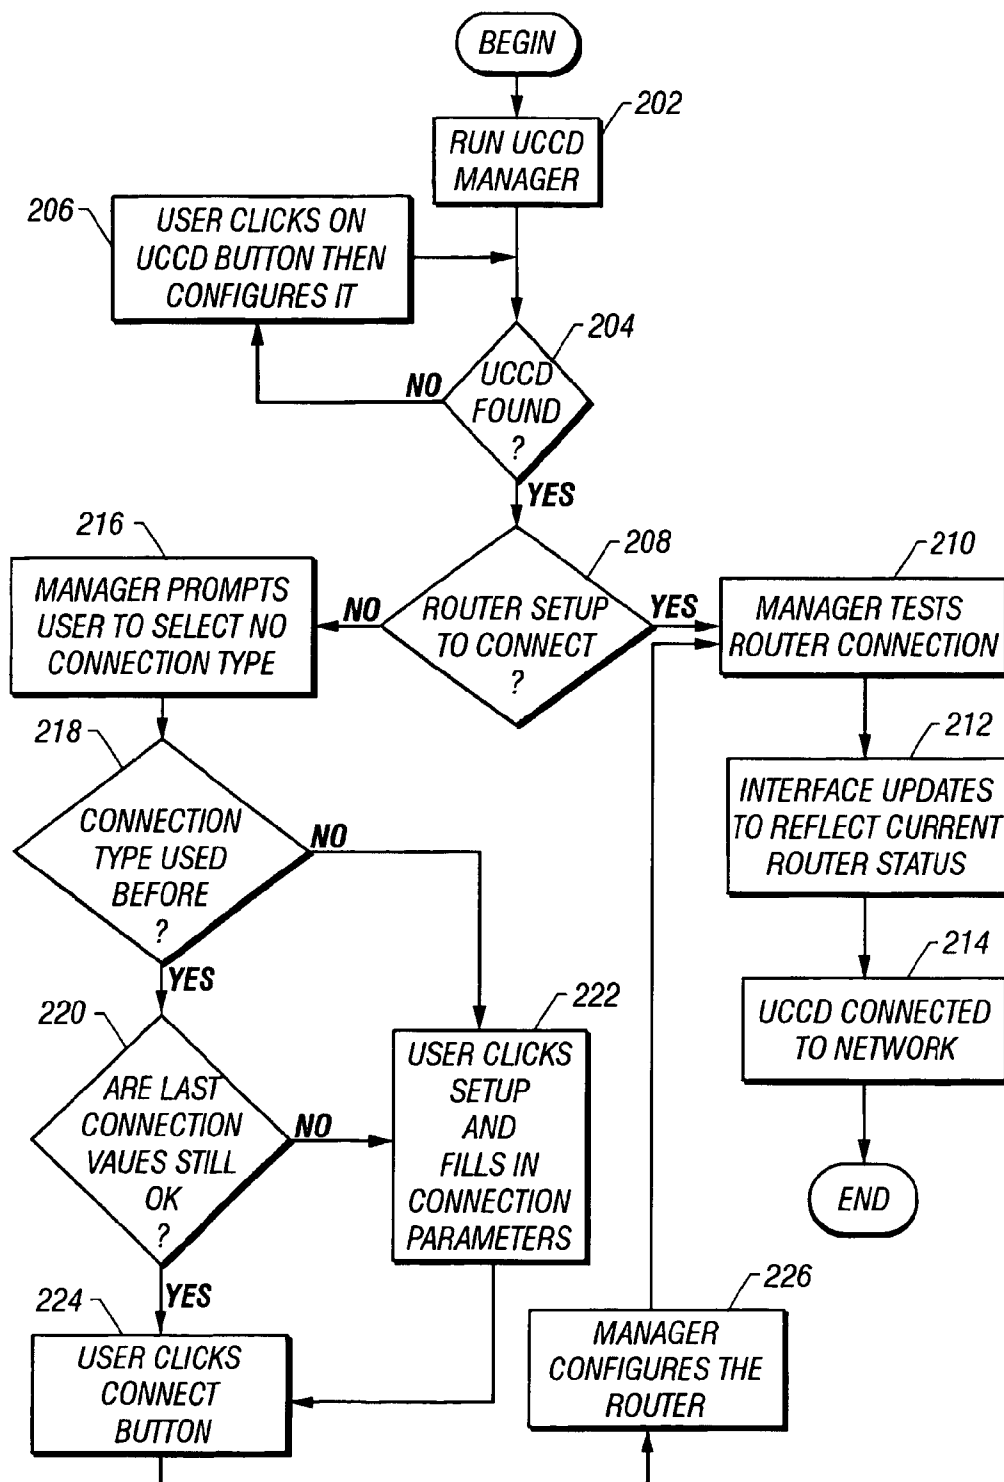 BEGIN
202
RUN UCCD
MANAGER
206
USER CLICKS ON
UCCD BUTTON THEN
CONFIGURES IT
204
UCCD
FOUND
?
NO
YES
208
ROUTER SETUP
TO CONNECT
?
NO
YES
216
MANAGER PROMPTS
USER TO SELECT NO
CONNECTION TYPE
210
MANAGER TESTS
ROUTER CONNECTION
218
CONNECTION
TYPE USED
BEFORE
?
NO
YES
212
INTERFACE UPDATES
TO REFLECT CURRENT
ROUTER STATUS
214
UCCD CONNECTED
TO NETWORK
END
220
ARE LAST
CONNECTION
VAUES STILL
OK
?
NO
YES
222
USER CLICKS
SETUP
AND
FILLS IN
CONNECTION
PARAMETERS
224
USER CLICKS
CONNECT
BUTTON
226
MANAGER
CONFIGURES THE
ROUTER